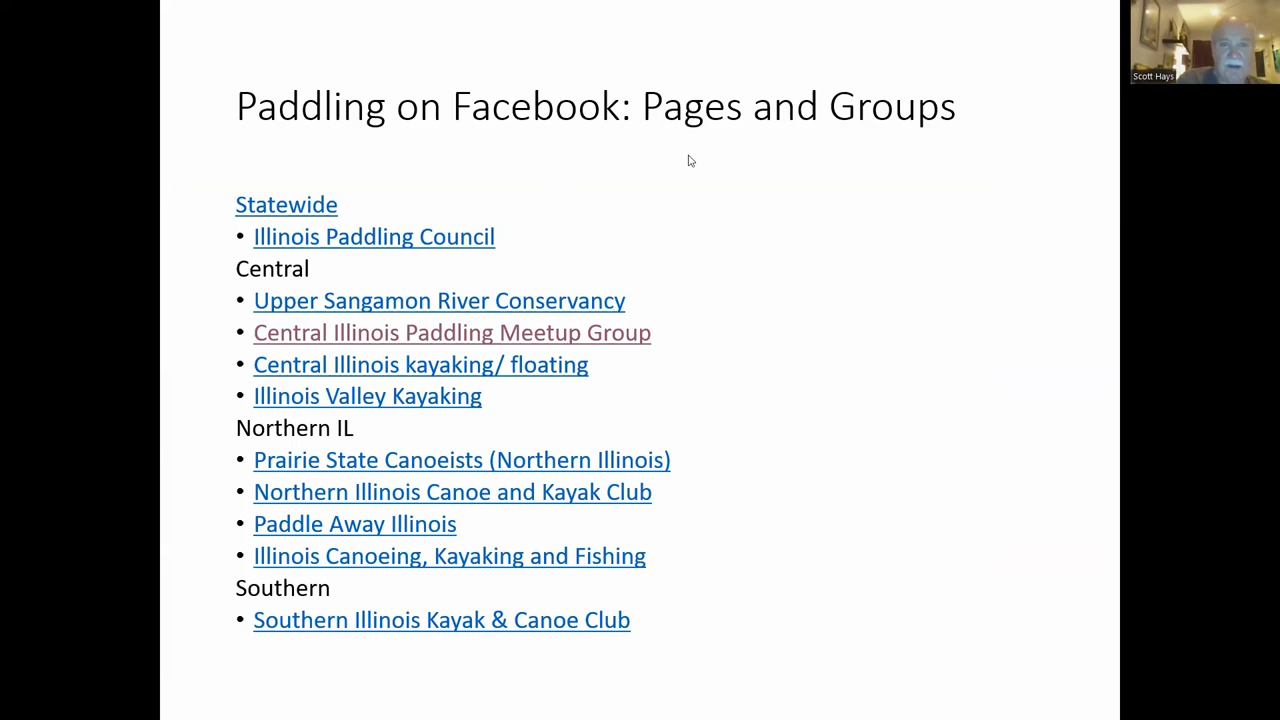 Paddling on Facebook: Pages and Groups
Scott Hays
Statewide
• Illinois Paddling Council
Central
• Upper Sangamon River Conservancy
• Central Illinois Paddling Meetup Group
• Central Illinois kayaking/ floating
• Illinois Valley Kayaking
Northern IL
• Prairie State Canoeists (Northern Illinois)
• Northern Illinois Canoe and Kayak Club
• Paddle Away Illinois
• Illinois Canoeing, Kayaking and Fishing
Southern
• Southern Illinois Kayak & Canoe Club